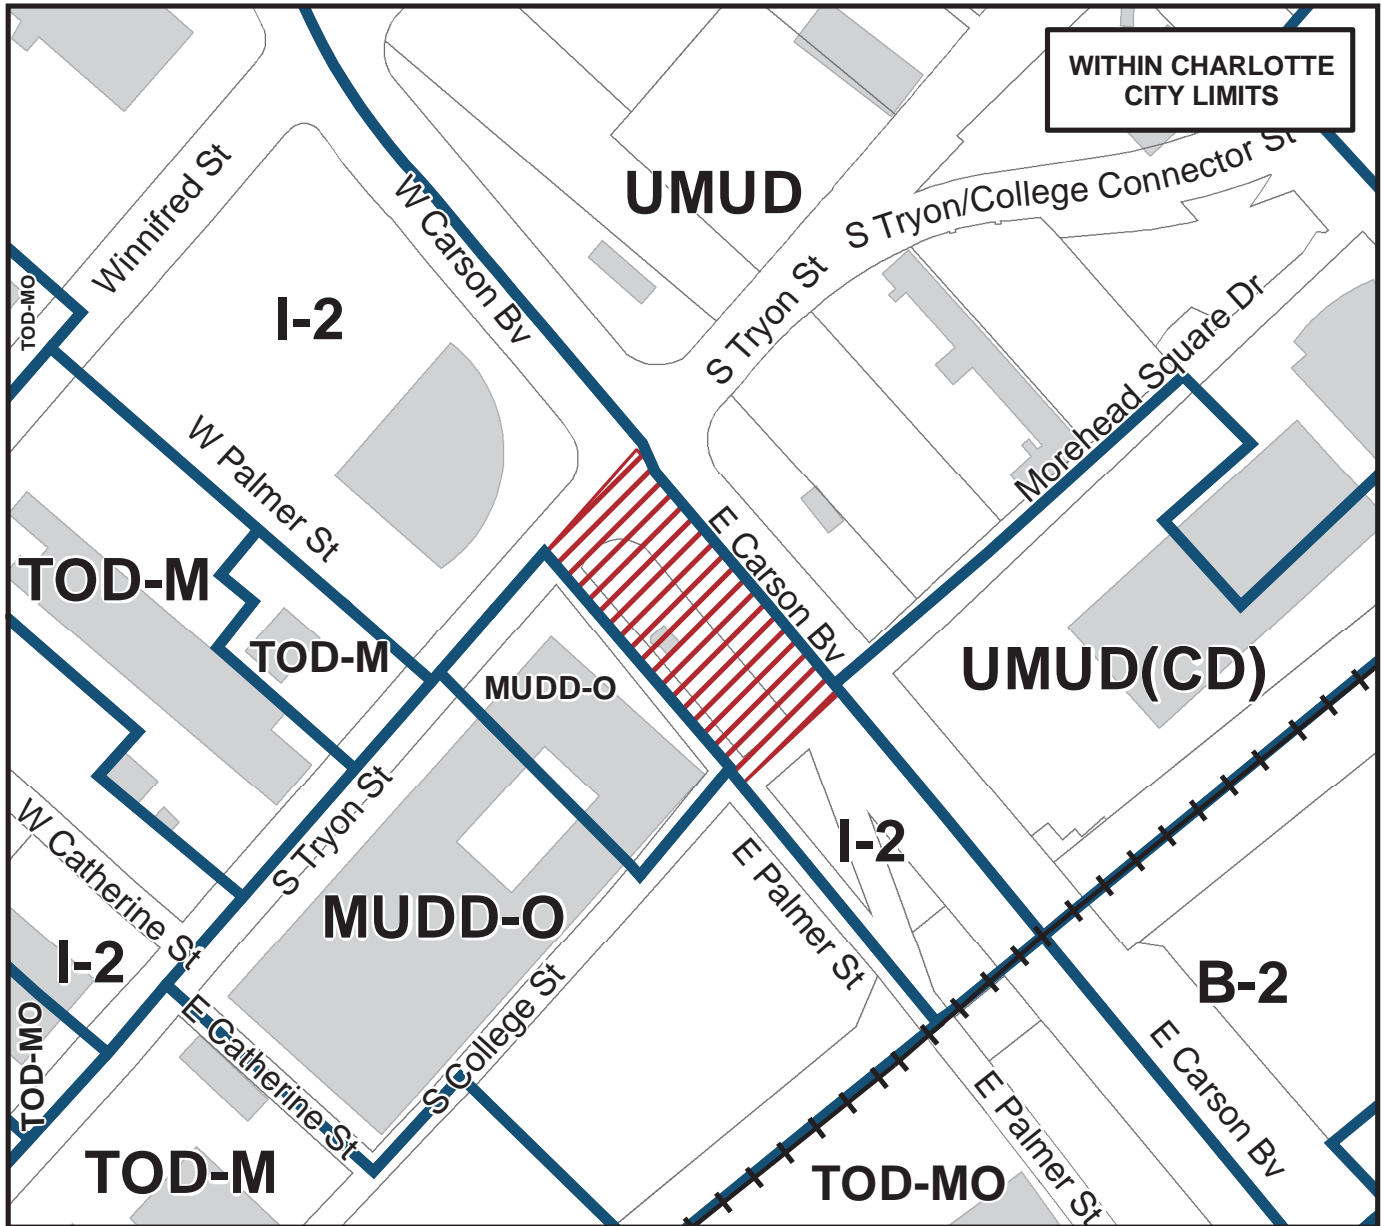 WITHIN CHARLOTTE
CITY LIMITS
UMUD
Winnifred St
W Carson Bv
S Tryon/College Connector St
S Tryon St
TOD-MO
I-2
Morehead Square Dr
W Palmer St
E Carson Bv
TOD-M
TOD-M
MUDD-O
UMUD(CD)
W Catherine St
S Tryon St
I-2
MUDD-O
E Palmer St
I-2
B-2
TOD-MO
E Catherine St
S College St
E Carson Bv
E Palmer St
TOD-M
TOD-MO